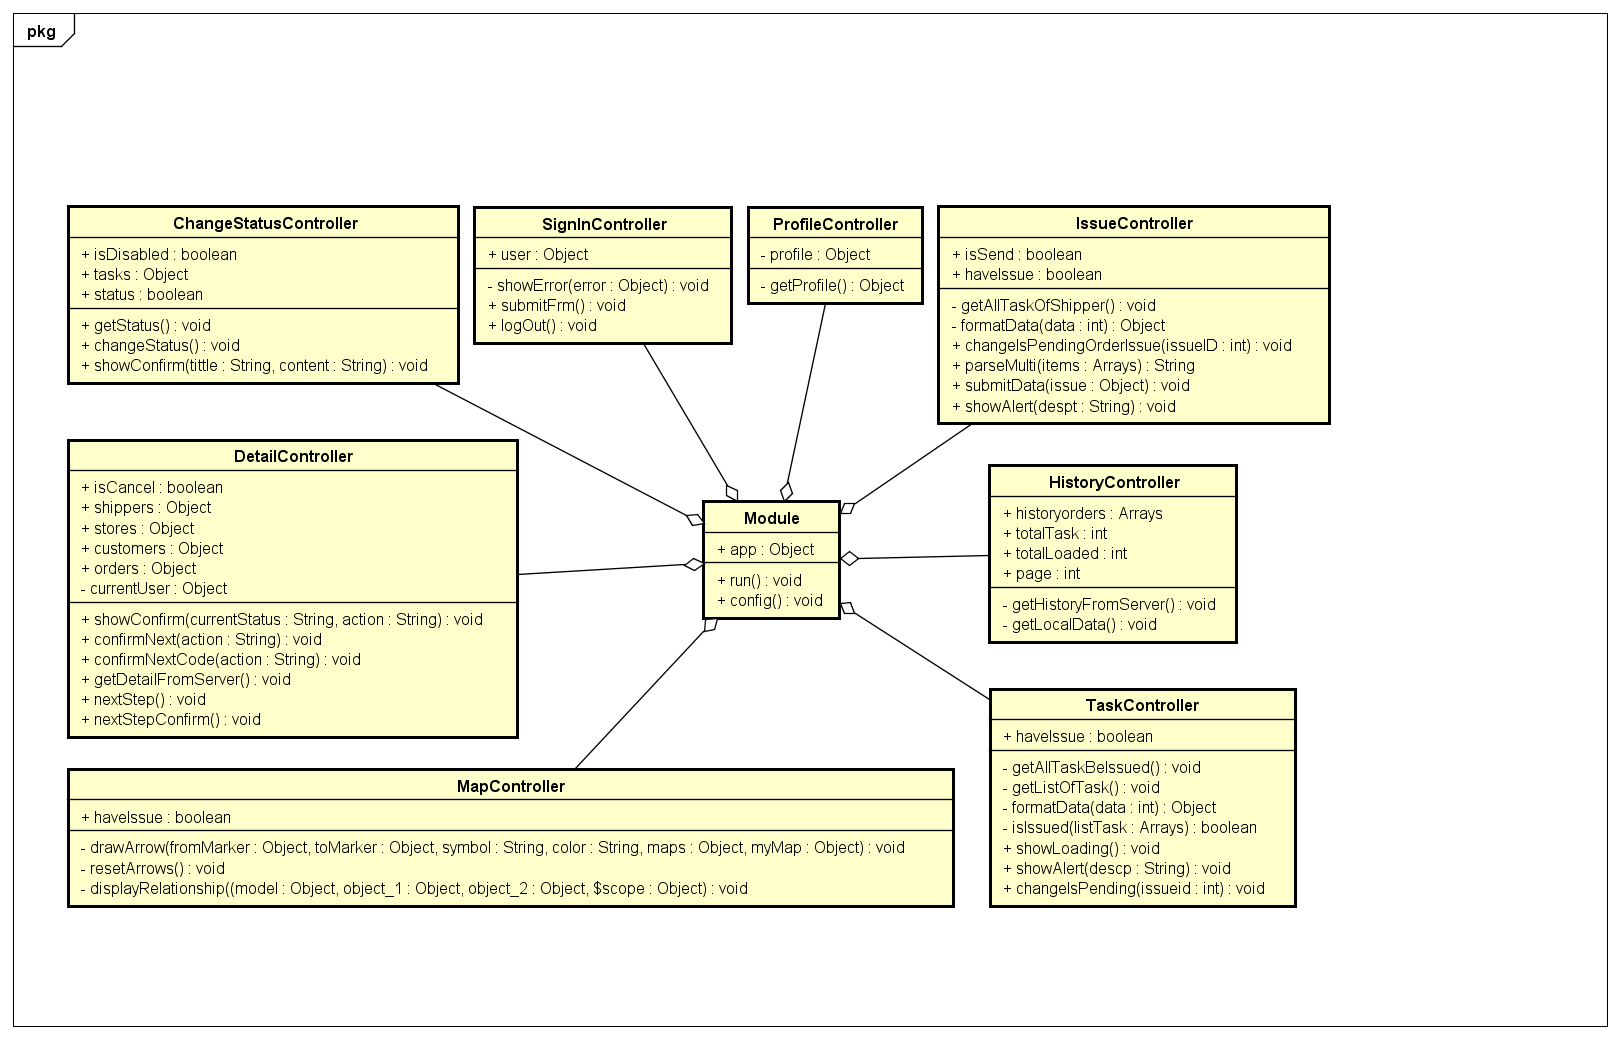 pkg
ChangeStatusController
+ isDisabled : boolean
+ tasks : Object
+ status : boolean
+ getStatus() : void
+ changeStatus() : void
+ showConfirm(tittle : String, content : String) : void
SignInController
+ user : Object
- showError(error : Object) : void
+ submitFrm() : void
+ logOut() : void
ProfileController
- profile : Object
- getProfile() : Object
IssueController
+ isSend : boolean
+ haveIssue : boolean
- getAllTaskOfShipper() : void
- formatData(data : int) : Object
+ changeIsPendingOrderIssue(issueID : int) : void
+ parseMulti(items : Arrays) : String
+ submitData(issue : Object) : void
+ showAlert(despt : String) : void
DetailController
+ isCancel : boolean
+ shippers : Object
+ stores : Object
+ customers : Object
+ orders : Object
- currentUser : Object
+ showConfirm(currentStatus : String, action : String) : void
+ confirmNext(action : String) : void
+ confirmNextCode(action : String) : void
+ getDetailFromServer() : void
+ nextStep() : void
+ nextStepConfirm() : void
Module
+ app : Object
+ run() : void
+ config() : void
HistoryController
+ historyorders : Arrays
+ totalTask : int
+ totalLoaded : int
+ page : int
- getHistoryFromServer() : void
- getLocalData() : void
MapController
+ haveIssue : boolean
- drawArrow(fromMarker : Object, toMarker : Object, symbol : String, color : String, maps : Object, myMap : Object) : void
- resetArrows() : void
- displayRelationship((model : Object, object_1 : Object, object_2 : Object, $scope : Object) : void
TaskController
+ haveIssue : boolean
- getAllTaskBeIssued() : void
- getListOfTask() : void
- formatData(data : int) : Object
- isIssued(listTask : Arrays) : boolean
+ showLoading() : void
+ showAlert(descp : String) : void
+ changeIsPending(issueid : int) : void